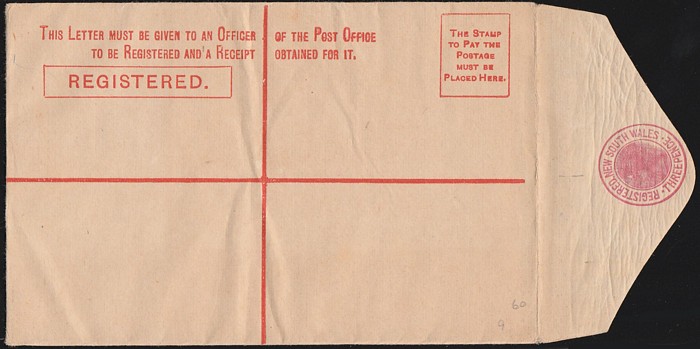 THIS LETTER MUST BE GIVEN TO AN OFFICER OF THE POST OFFICE
TO BE REGISTERED AND A RECEIPT OBTAINED FOR IT.
REGISTERED.
THE STAMP
TO PAY THE
POSTAGE
MUST BE
PLACED HERE.
REGISTERED, NEW SOUTH WALES · THREEPENCE ·
60.
9